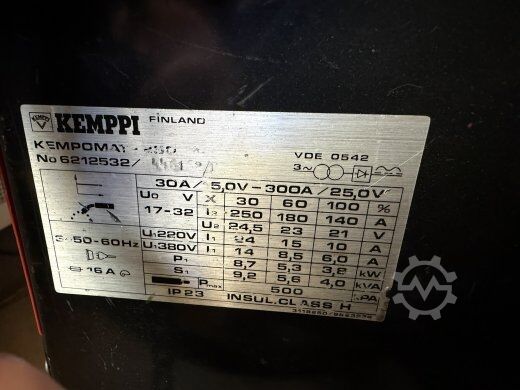 KEMPPI FINLAND
KEMPOMAT
No 6212532/
VDE 0542
3~
30A / 5,0V - 300A / 25,0V
U₀ V X 30 60 100 %
17-32 I₂ 250 180 140 A
U₂ 24,5 23 21 V
3~50-60Hz U₁220V I₁ 24 15 10 A
U₁380V I₁ 14 8,5 6,0 A
P₁ 8,7 5,3 3,8 kW
16 A S₁ 9,2 5,6 4,0 kVA
Pmax 500 kPA
IP 23 INSUL.CLASS H